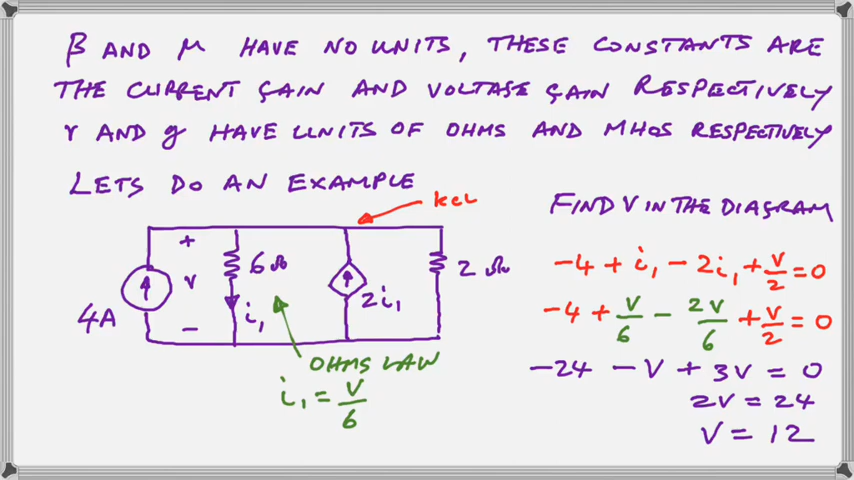 β AND μ HAVE NO UNITS, THESE CONSTANTS ARE
THE CURRENT GAIN AND VOLTAGE GAIN RESPECTIVELY
r AND g HAVE UNITS OF OHMS AND MHOS RESPECTIVELY
LETS DO AN EXAMPLE
KCL
FIND V IN THE DIAGRAM
+
6Ω
V
4A
i₁
−
2i₁
2Ω
OHMS LAW
i₁ = V/6
-4 + i₁ - 2i₁ + V/2 = 0
-4 + V/6 - 2V/6 + V/2 = 0
-24 - V + 3V = 0
2V = 24
V = 12